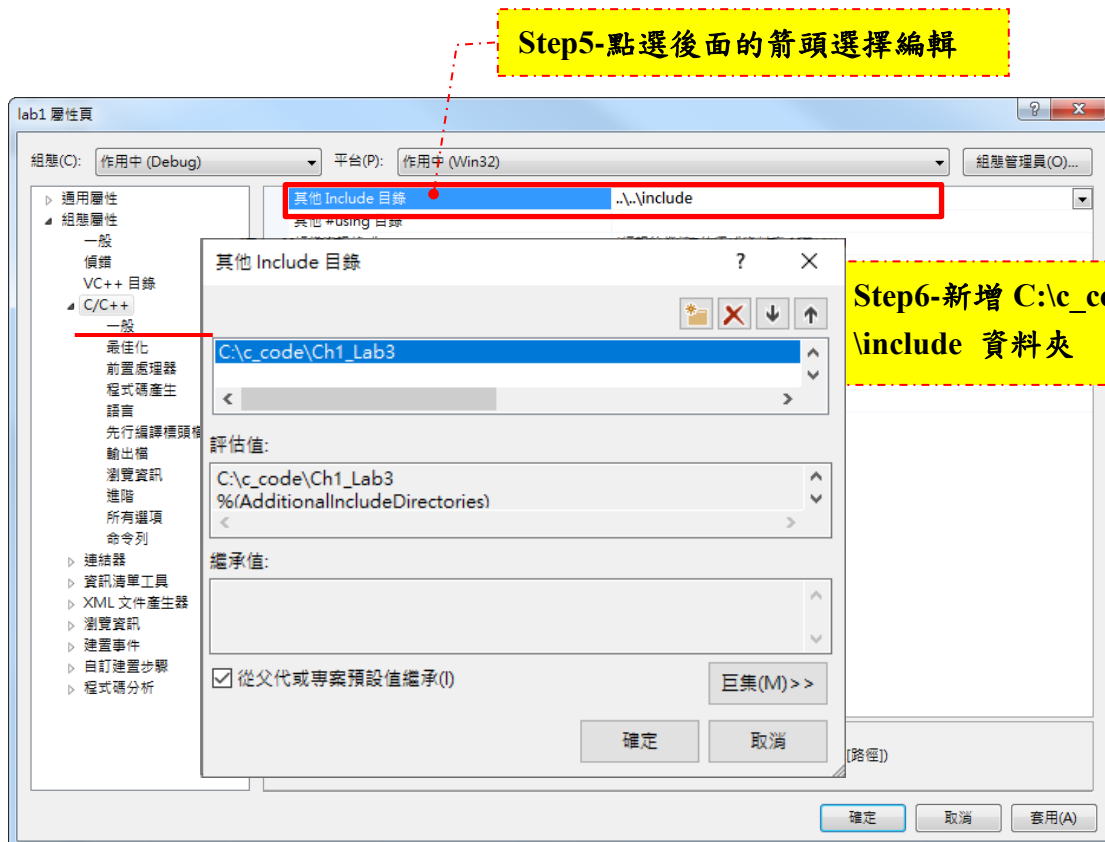 Step5-點選後面的箭頭選擇編輯
lab1 屬性頁
組態(C): 作用中 (Debug) 平台(P): 作用中 (Win32) 組態管理員(O)...
通用屬性
組態屬性
一般
偵錯
VC++ 目錄
C/C++
一般
最佳化
前置處理器
程式碼產生
語言
先行編譯標頭檔
輸出檔
瀏覽資訊
進階
所有選項
命令列
連結器
資訊清單工具
XML 文件產生器
瀏覽資訊
建置事件
自訂建置步驟
程式碼分析
其他 Include 目錄 ..\..\include
其他 #using 目錄
其他 Include 目錄 ?
C:\c_code\Ch1_Lab3
評估值:
C:\c_code\Ch1_Lab3
%(AdditionalIncludeDirectories)
繼承值:
從父代或專案預設值繼承(I)
巨集(M)>>
確定 取消
Step6-新增 C:\c_co
\include 資料夾
[路徑])
確定 取消 套用(A)